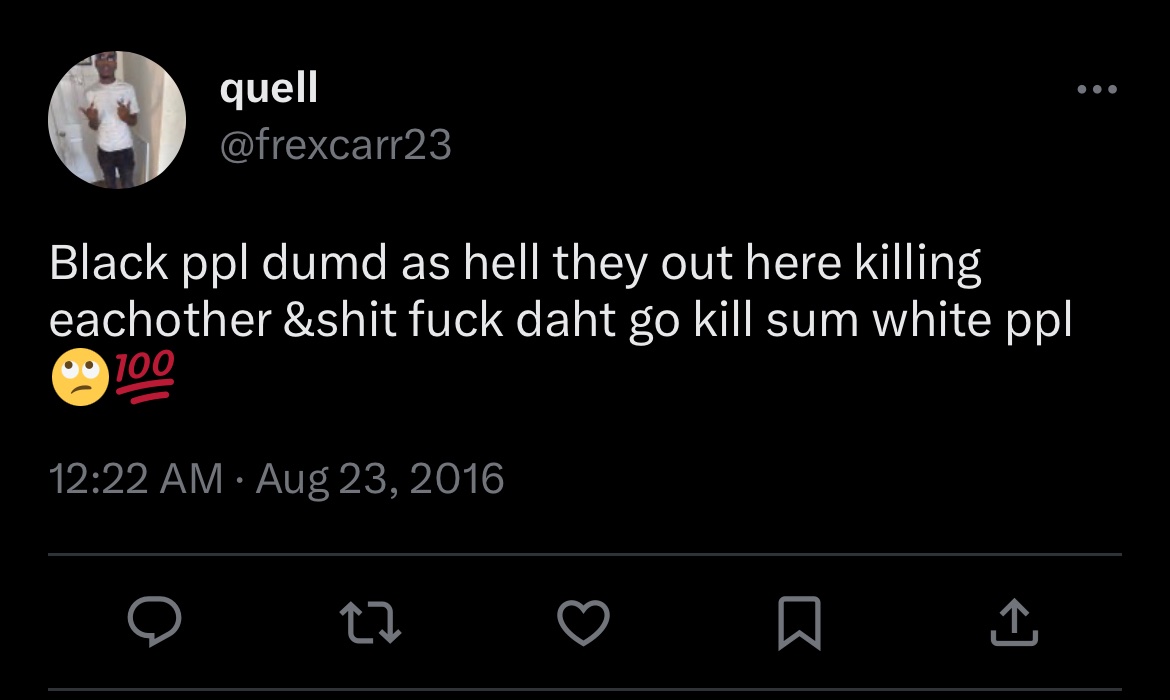 quell
@frexcarr23
Black ppl dumd as hell they out here killing
eachother &shit fuck daht go kill sum white ppl
🙄💯
12:22 AM · Aug 23, 2016